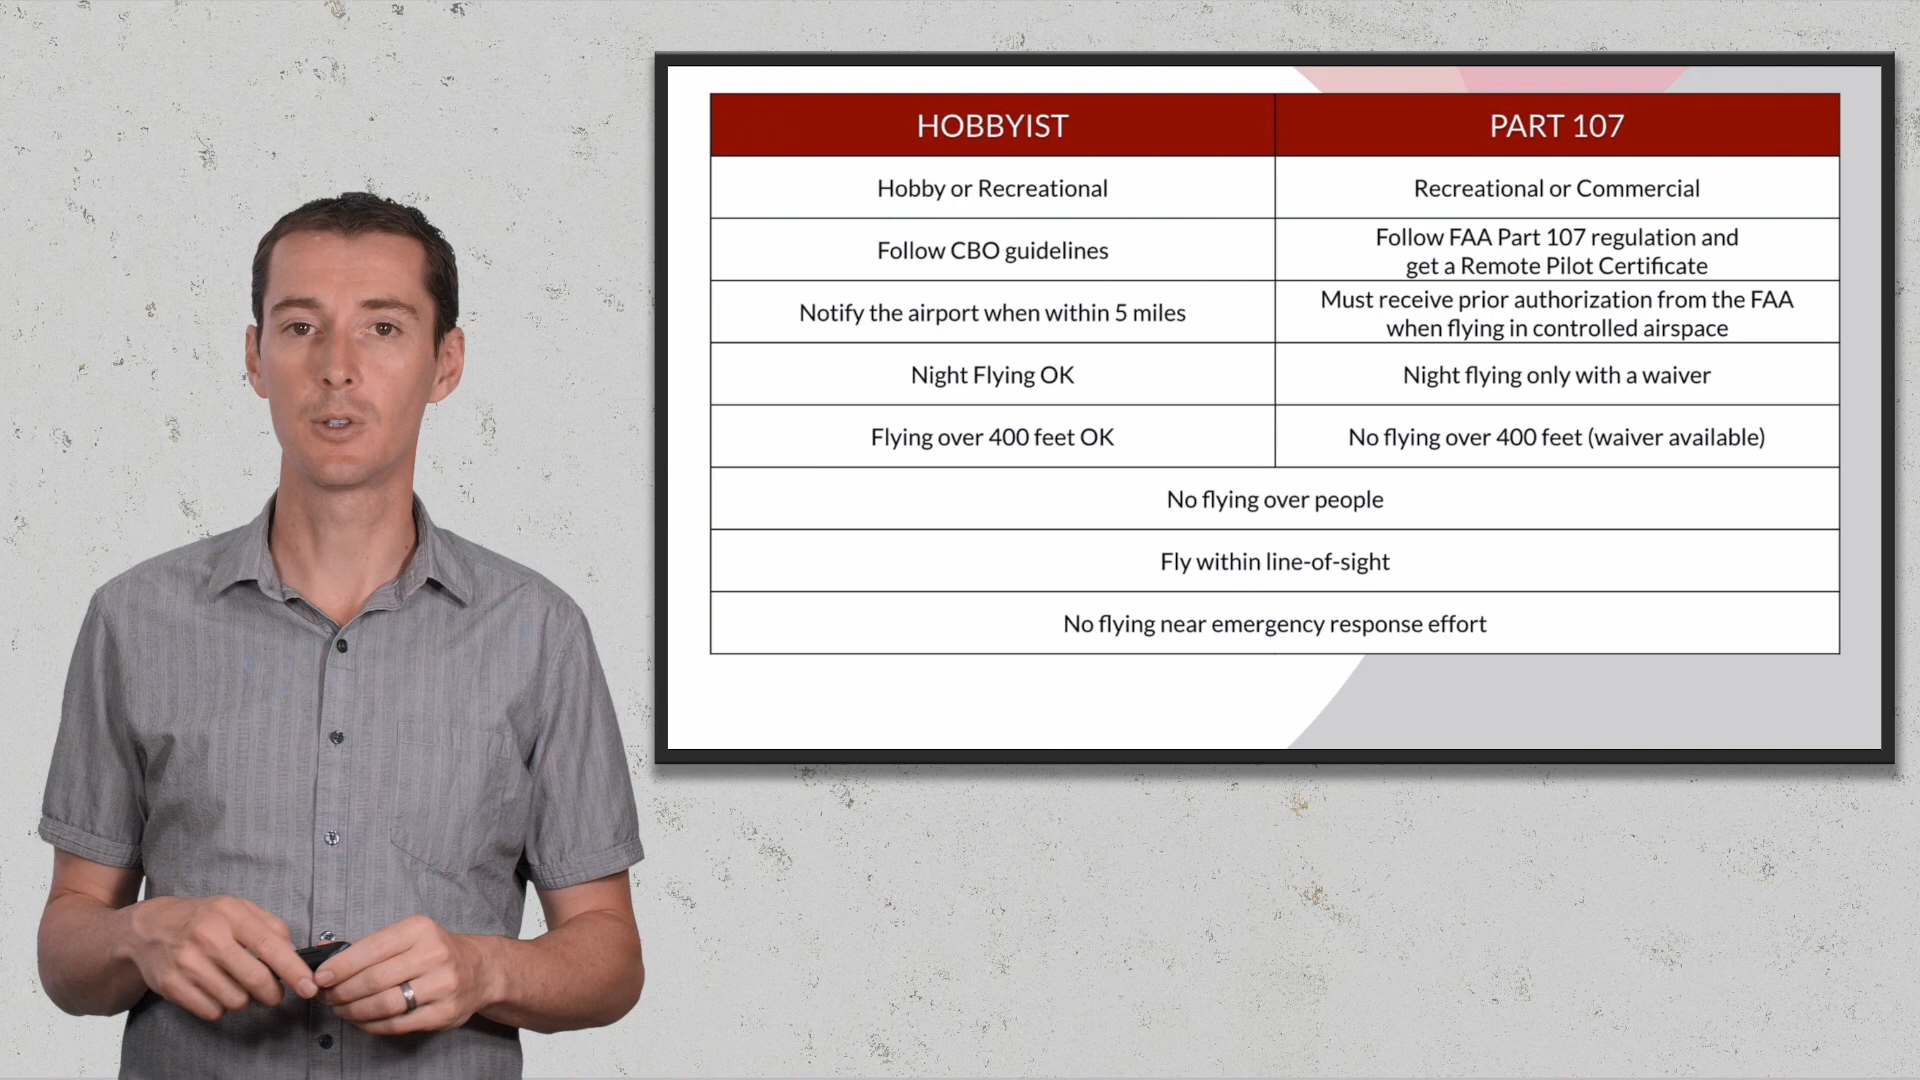 HOBBYIST
PART 107
Hobby or Recreational
Recreational or Commercial
Follow CBO guidelines
Follow FAA Part 107 regulation and
get a Remote Pilot Certificate
Notify the airport when within 5 miles
Must receive prior authorization from the FAA
when flying in controlled airspace
Night Flying OK
Night flying only with a waiver
Flying over 400 feet OK
No flying over 400 feet (waiver available)
No flying over people
Fly within line-of-sight
No flying near emergency response effort